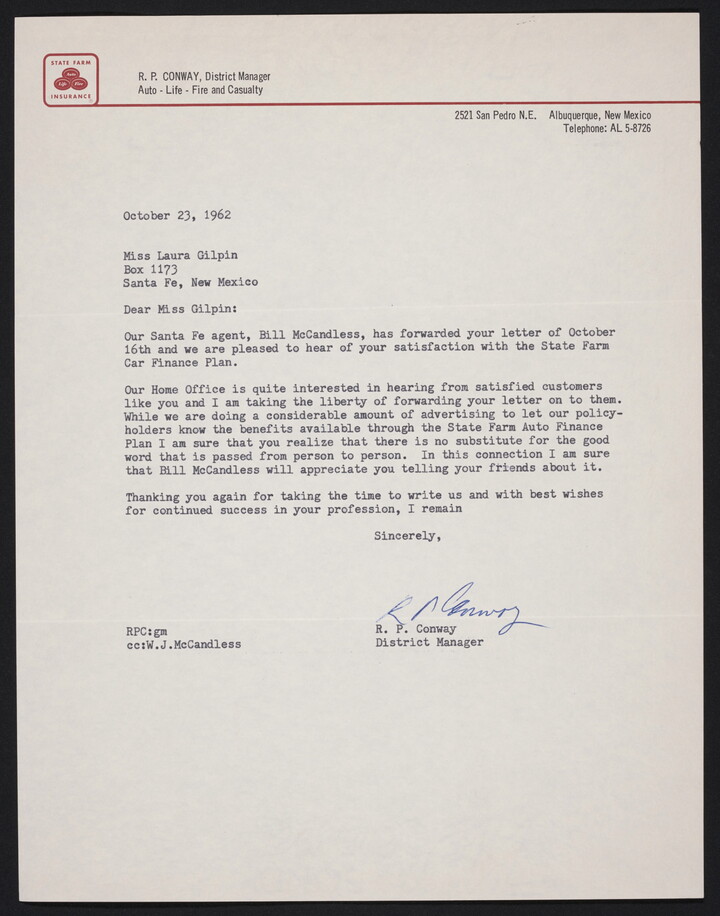 STATE FARM
Auto
Life Fire
INSURANCE
R. P. CONWAY, District Manager
Auto - Life - Fire and Casualty
2521 San Pedro N.E. Albuquerque, New Mexico
Telephone: AL 5-8726
October 23, 1962
Miss Laura Gilpin
Box 1173
Santa Fe, New Mexico
Dear Miss Gilpin:
Our Santa Fe agent, Bill McCandless, has forwarded your letter of October
16th and we are pleased to hear of your satisfaction with the State Farm
Car Finance Plan.
Our Home Office is quite interested in hearing from satisfied customers
like you and I am taking the liberty of forwarding your letter on to them.
While we are doing a considerable amount of advertising to let our policy-
holders know the benefits available through the State Farm Auto Finance
Plan I am sure that you realize that there is no substitute for the good
word that is passed from person to person. In this connection I am sure
that Bill McCandless will appreciate you telling your friends about it.
Thanking you again for taking the time to write us and with best wishes
for continued success in your profession, I remain
Sincerely,
R P Conway
R. P. Conway
District Manager
RPC:gm
cc:W.J.McCandless